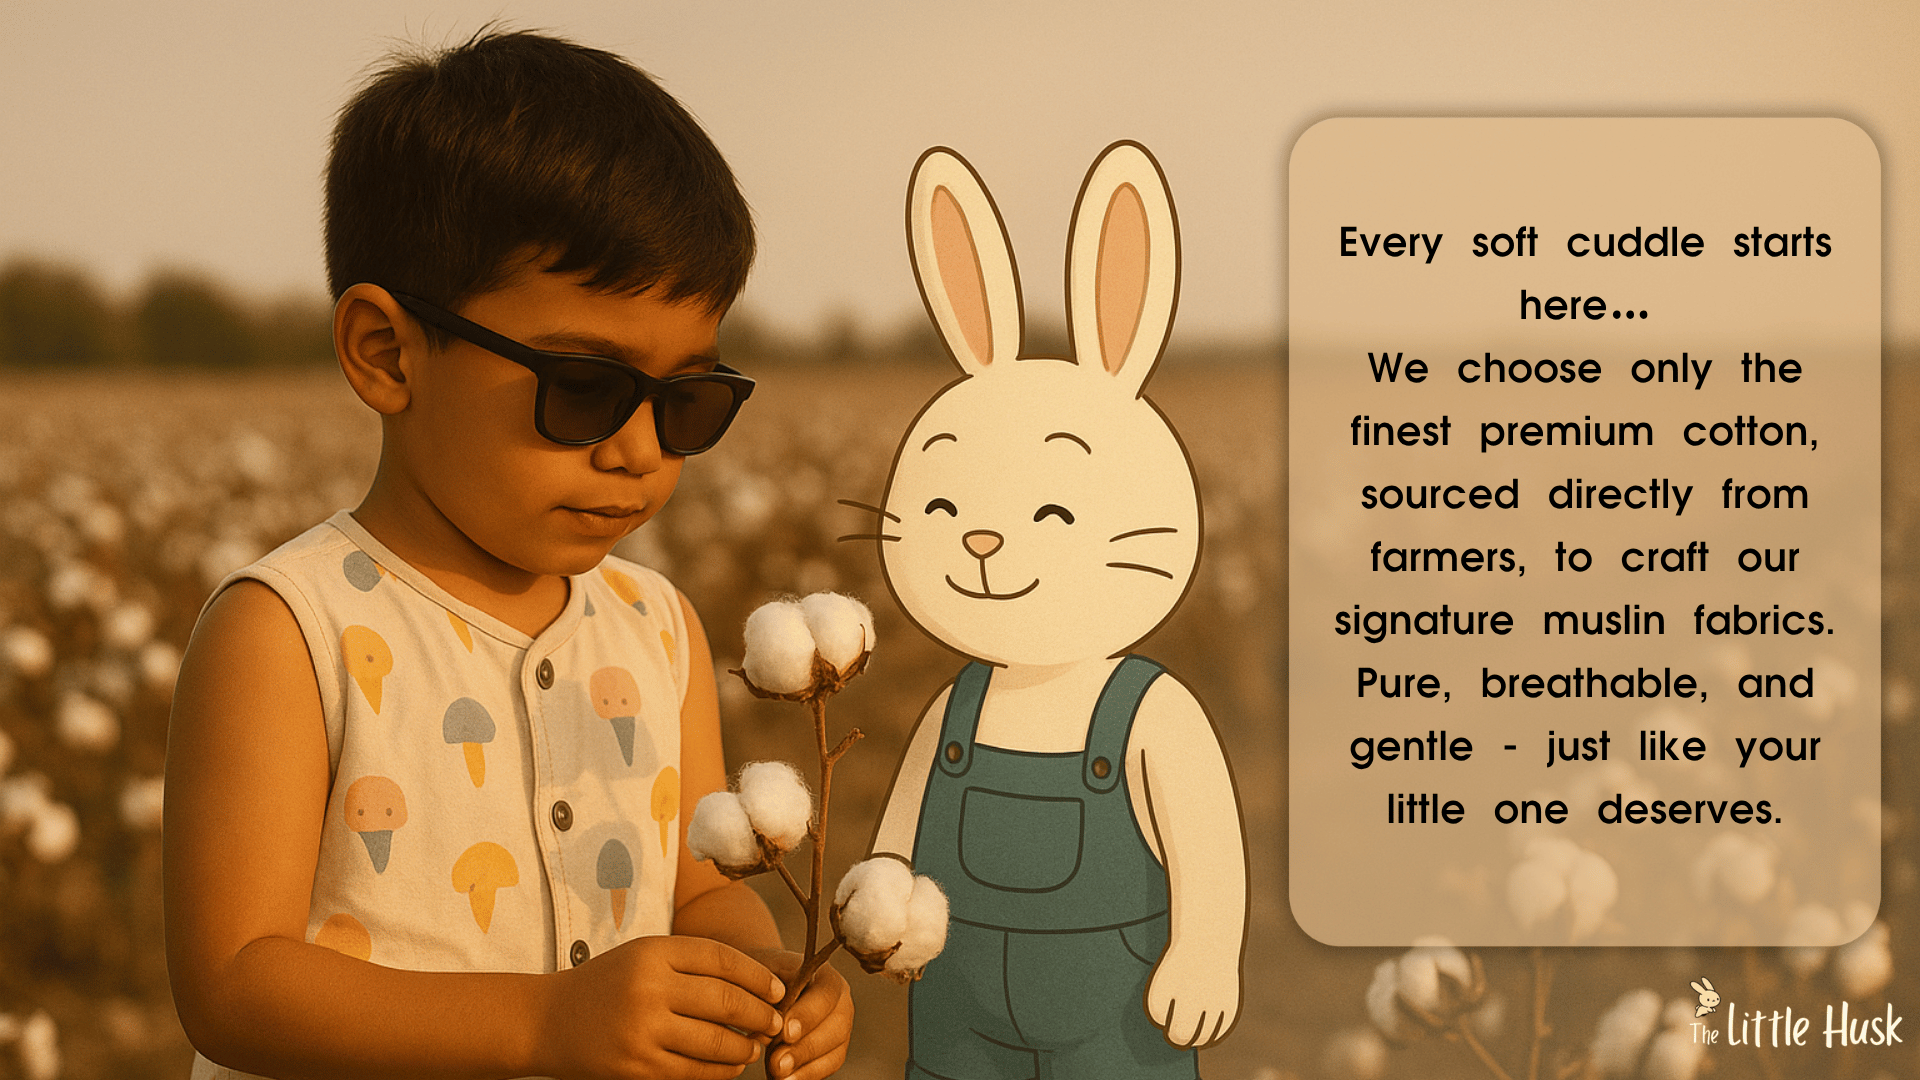 Every soft cuddle starts
here...
We choose only the
finest premium cotton,
sourced directly from
farmers, to craft our
signature muslin fabrics.
Pure, breathable, and
gentle - just like your
little one deserves.
The Little Husk